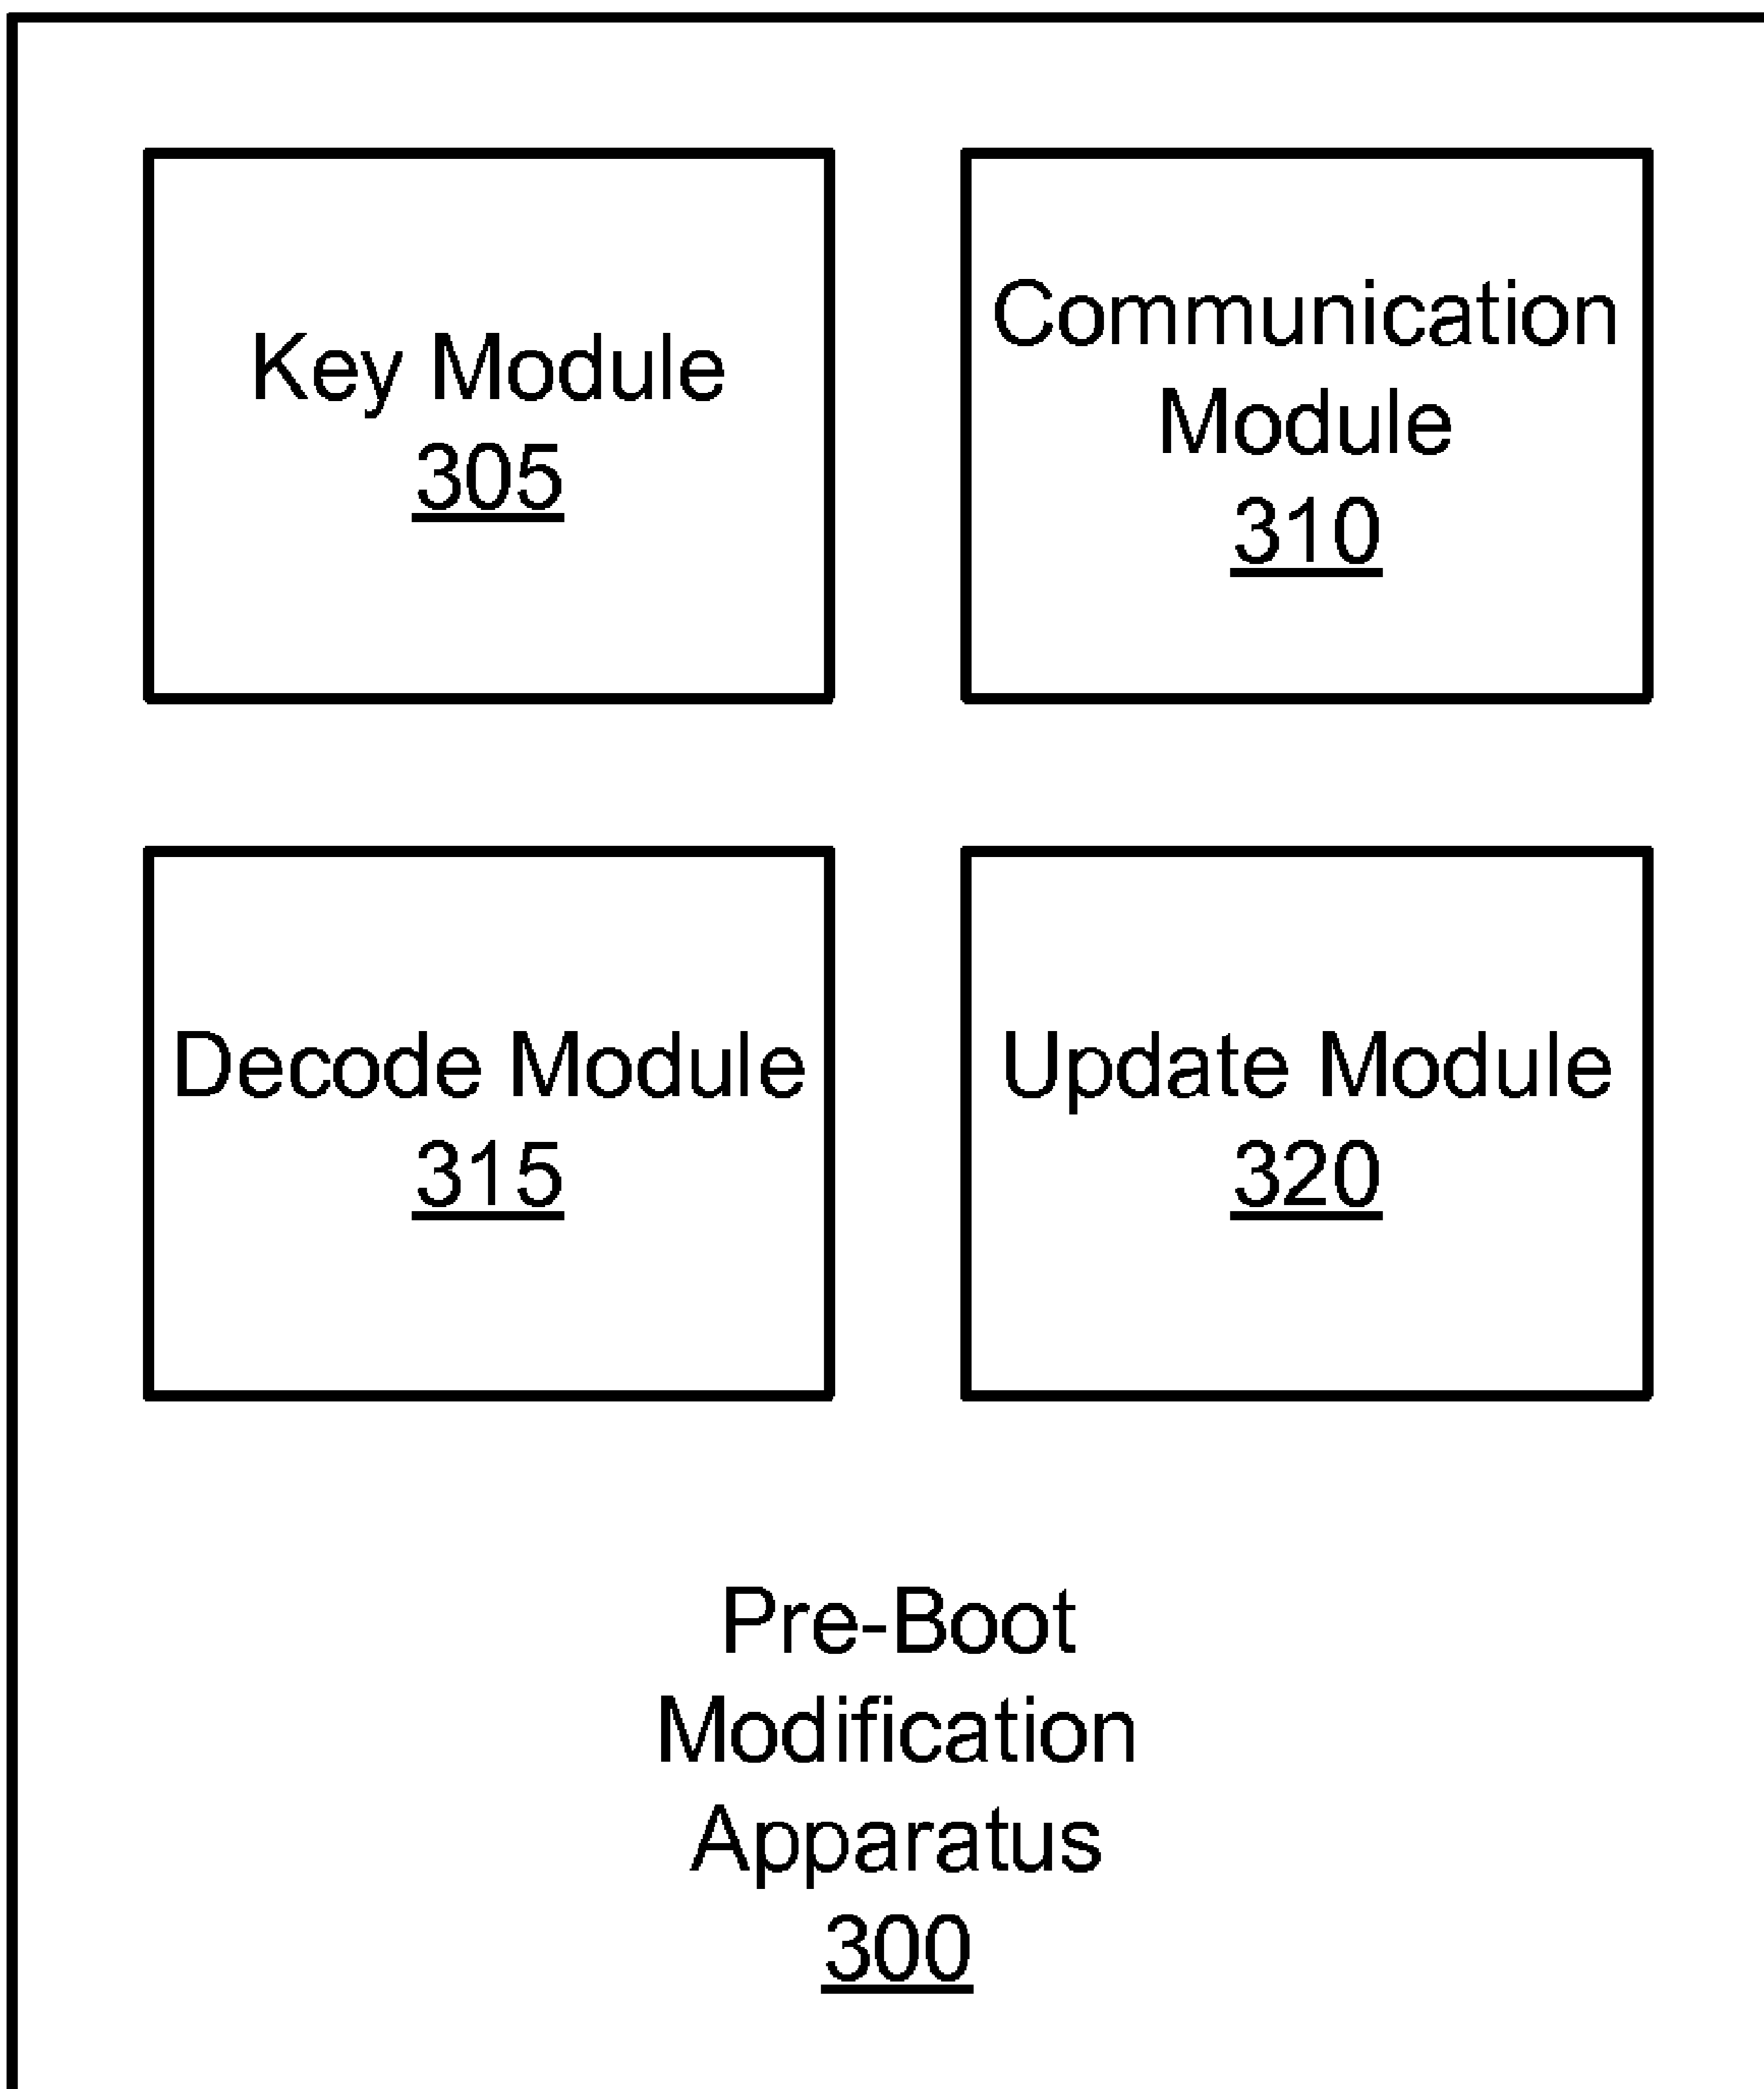 Key Module
305
Communication
Module
310
Decode Module
315
Update Module
320
Pre-Boot
Modification
Apparatus
300